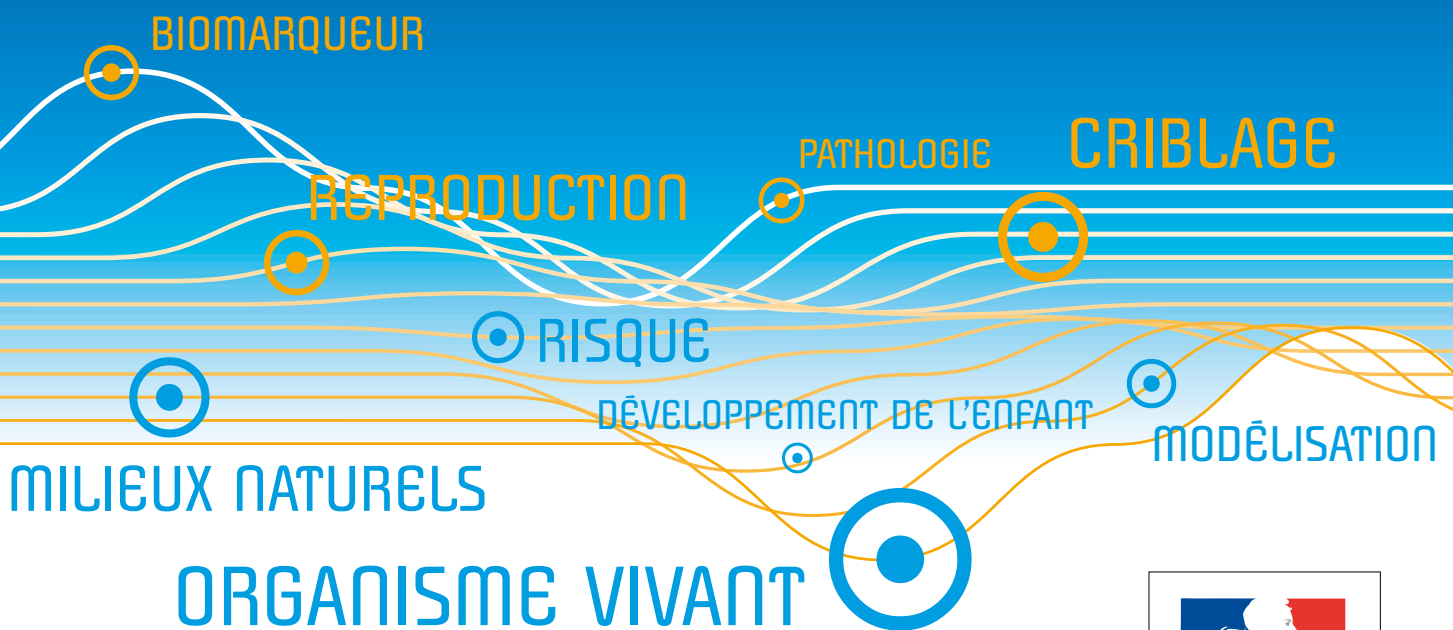 BIOMARQUEUR
CRIBLAGE
PATHOLOGIE
REPRODUCTION
RISQUE
DÉVELOPPEMENT DE L'ENFANT
MODÉLISATION
MILIEUX NATURELS
ORGANISME VIVANT